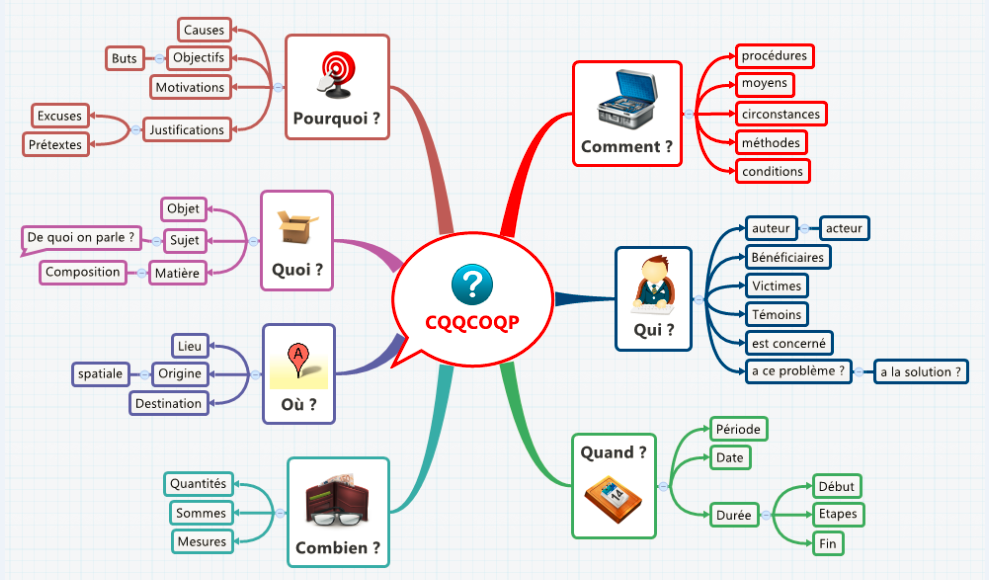 CQQCOQP
Comment ?
procédures
moyens
circonstances
méthodes
conditions
Qui ?
auteur
acteur
Bénéficiaires
Victimes
Témoins
est concerné
a ce problème ?
a la solution ?
Quand ?
14
Période
Date
Durée
Début
Etapes
Fin
Combien ?
Quantités
Sommes
Mesures
Où ?
A
Lieu
Origine
spatiale
Destination
Quoi ?
Objet
Sujet
De quoi on parle ?
Matière
Composition
Pourquoi ?
Causes
Objectifs
Buts
Motivations
Justifications
Excuses
Prétextes